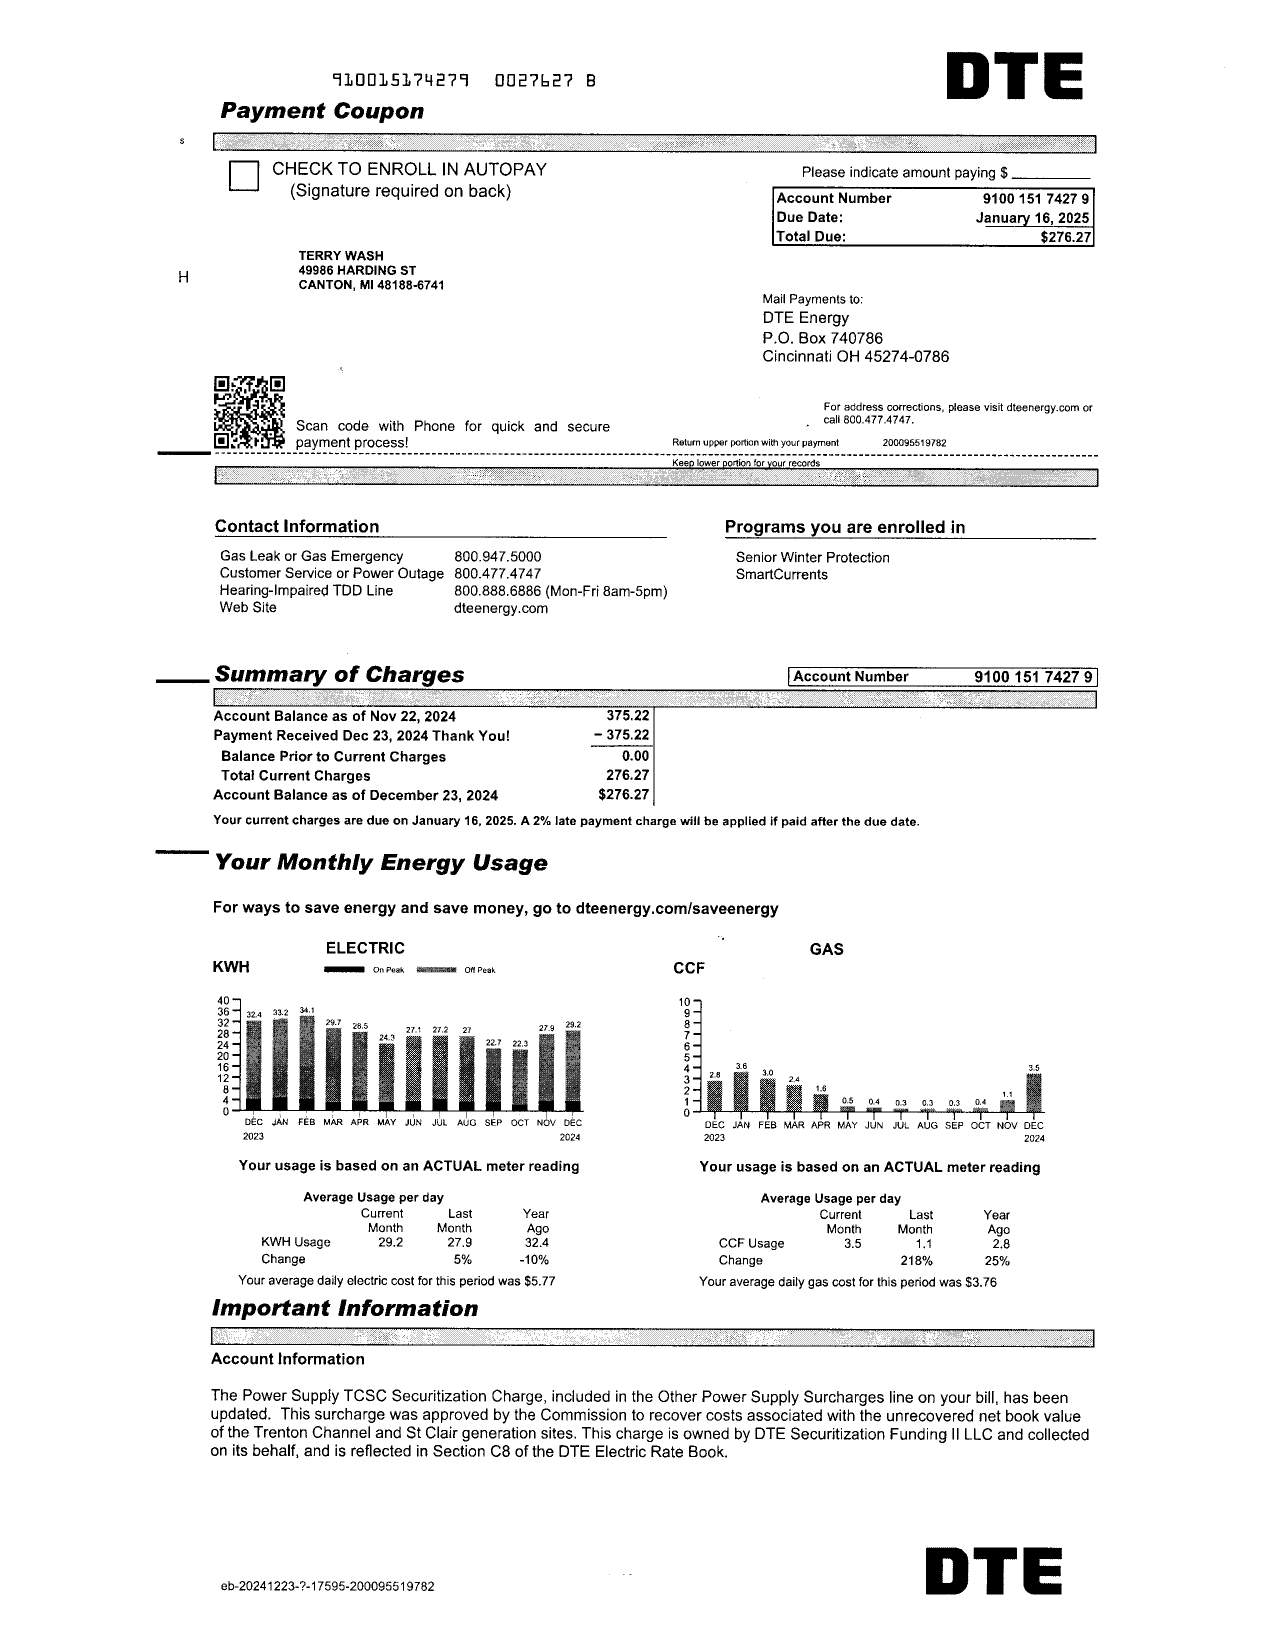 910015174279 0027627 B
DTE
Payment Coupon
s
CHECK TO ENROLL IN AUTOPAY
(Signature required on back)
Please indicate amount paying $
Account Number 9100 151 7427 9
Due Date: January 16, 2025
Total Due: $276.27
TERRY WASH
49986 HARDING ST
CANTON, MI 48188-6741
H
Mail Payments to:
DTE Energy
P.O. Box 740786
Cincinnati OH 45274-0786
For address corrections, please visit dteenergy.com or
call 800.477.4747.
Scan code with Phone for quick and secure
payment process!
Return upper portion with your payment 200095519782
Keep lower portion for your records
Contact Information
Gas Leak or Gas Emergency 800.947.5000
Customer Service or Power Outage 800.477.4747
Hearing-Impaired TDD Line 800.888.6886 (Mon-Fri 8am-5pm)
Web Site dteenergy.com
Programs you are enrolled in
Senior Winter Protection
SmartCurrents
Summary of Charges
Account Number 9100 151 7427 9
Account Balance as of Nov 22, 2024 375.22
Payment Received Dec 23, 2024 Thank You! − 375.22
Balance Prior to Current Charges 0.00
Total Current Charges 276.27
Account Balance as of December 23, 2024 $276.27
Your current charges are due on January 16, 2025. A 2% late payment charge will be applied if paid after the due date.
Your Monthly Energy Usage
For ways to save energy and save money, go to dteenergy.com/saveenergy
ELECTRIC
KWH
On Peak Off Peak
40
36
32
28
24
20
16
12
8
4
0
32.4 33.2 34.1 29.7 28.5 24.3 27.1 27.2 27 22.7 22.3 27.9 29.2
DEC JAN FEB MAR APR MAY JUN JUL AUG SEP OCT NOV DEC
2023 2024
Your usage is based on an ACTUAL meter reading
Average Usage per day
Current Last Year
Month Month Ago
KWH Usage 29.2 27.9 32.4
Change 5% -10%
Your average daily electric cost for this period was $5.77
GAS
CCF
10
9
8
7
6
5
4
3
2
1
0
2.8 3.6 3.0 2.4 1.6 0.5 0.4 0.3 0.3 0.3 0.4 1.1 3.5
DEC JAN FEB MAR APR MAY JUN JUL AUG SEP OCT NOV DEC
2023 2024
Your usage is based on an ACTUAL meter reading
Average Usage per day
Current Last Year
Month Month Ago
CCF Usage 3.5 1.1 2.8
Change 218% 25%
Your average daily gas cost for this period was $3.76
Important Information
Account Information
The Power Supply TCSC Securitization Charge, included in the Other Power Supply Surcharges line on your bill, has been
updated. This surcharge was approved by the Commission to recover costs associated with the unrecovered net book value
of the Trenton Channel and St Clair generation sites. This charge is owned by DTE Securitization Funding II LLC and collected
on its behalf, and is reflected in Section C8 of the DTE Electric Rate Book.
DTE
eb-20241223-?-17595-200095519782